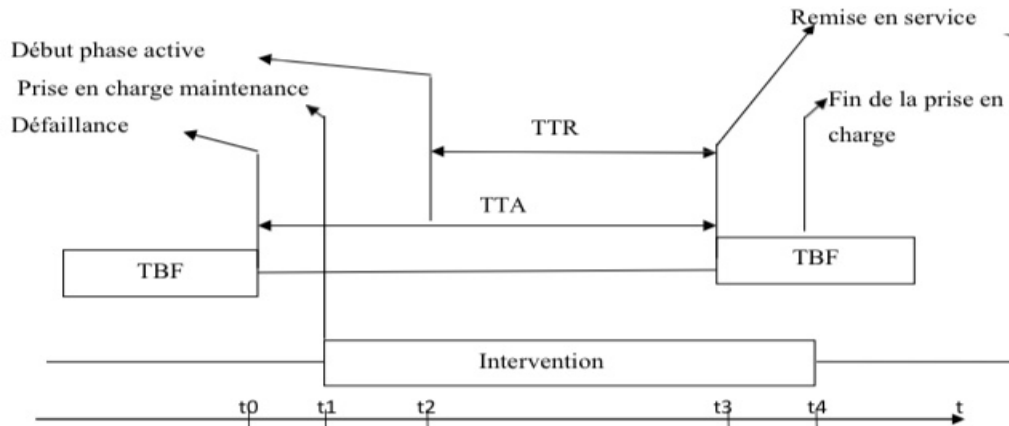 Remise en service
Début phase active
Prise en charge maintenance
Défaillance
Fin de la prise en
charge
TTR
TTA
TBF
TBF
Intervention
t0 t1 t2 t3 t4 t